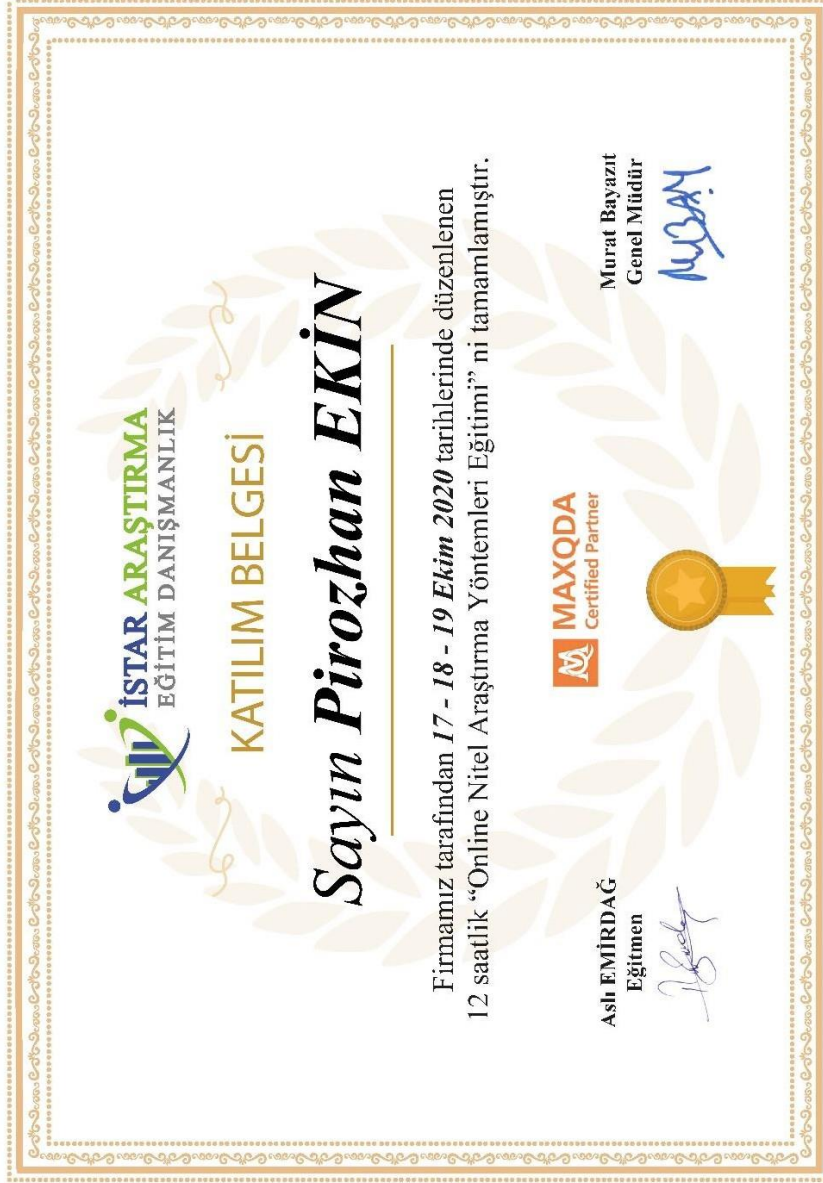 İSTAR ARAŞTIRMA
EĞİTİM DANIŞMANLIK
KATILIM BELGESİ
Sayın Pirozhan EKİN
Firmamız tarafından 17 - 18 - 19 Ekim 2020 tarihlerinde düzenlenen
12 saatlik “Online Nitel Araştırma Yöntemleri Eğitimi” ni tamamlamıştır.
MAXQDA
Certified Partner
Aslı EMİRDAĞ
Eğitmen
Murat Bayazıt
Genel Müdür